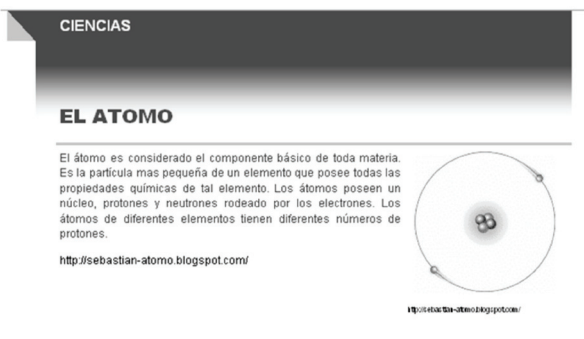 CIENCIAS
EL ATOMO
El átomo es considerado el componente básico de toda materia.
Es la partícula mas pequeña de un elemento que posee todas las
propiedades químicas de tal elemento. Los átomos poseen un
núcleo, protones y neutrones rodeado por los electrones. Los
átomos de diferentes elementos tienen diferentes números de
protones.
http://sebastian-atomo.blogspot.com/
http://sebastian-atomo.blogspot.com/